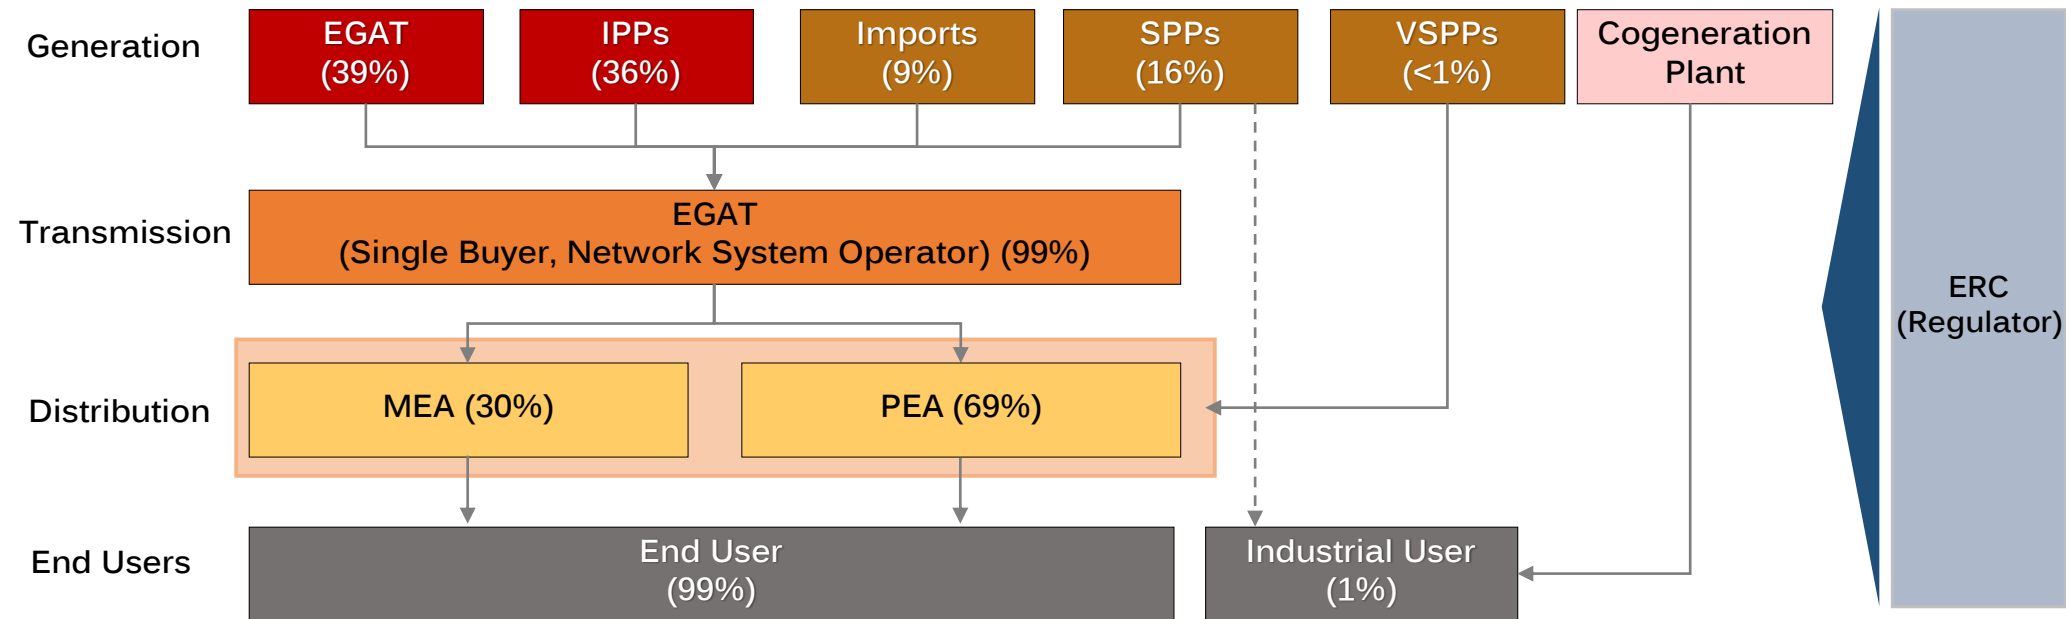 Generation
EGAT
(39%)
IPPs
(36%)
Imports
(9%)
SPPs
(16%)
VSPPs
(<1%)
Cogeneration
Plant
Transmission
EGAT
(Single Buyer, Network System Operator) (99%)
ERC
(Regulator)
Distribution
MEA (30%)
PEA (69%)
End Users
End User
(99%)
Industrial User
(1%)